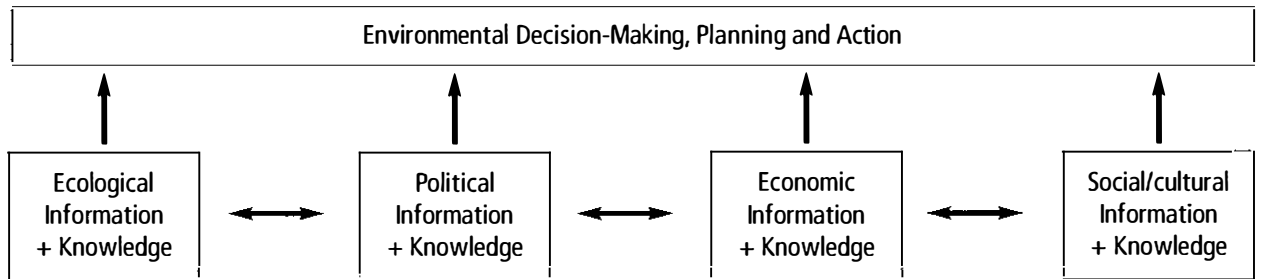 Environmental Decision-Making, Planning and Action
Ecological
Information
+ Knowledge
Political
Information
+ Knowledge
Economic
Information
+ Knowledge
Social/cultural
Information
+ Knowledge